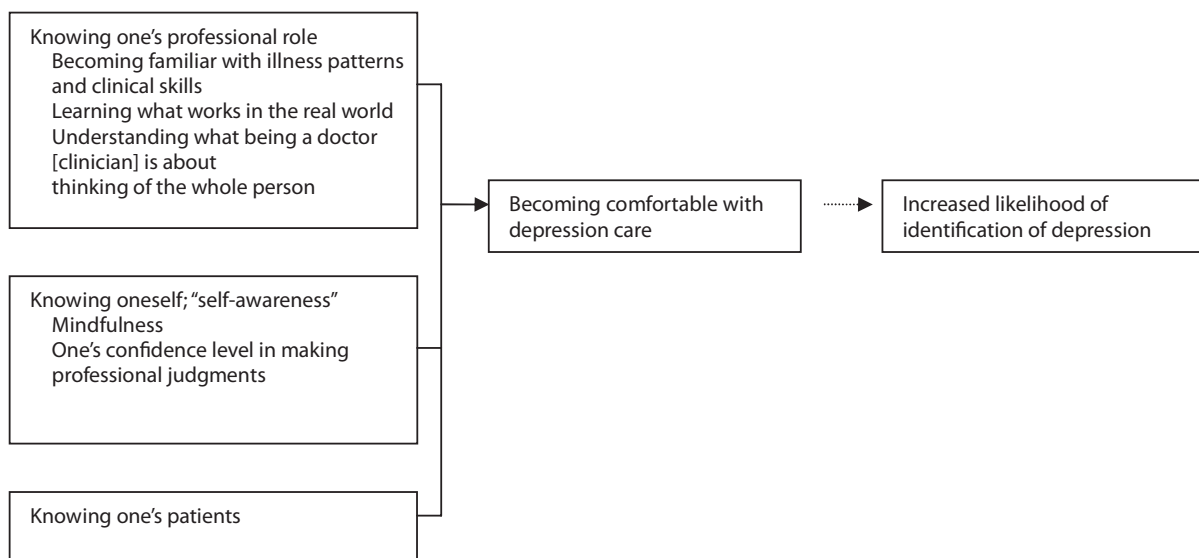 Knowing one's professional role
Becoming familiar with illness patterns
and clinical skills
Learning what works in the real world
Understanding what being a doctor
[clinician] is about
thinking of the whole person
Knowing oneself; “self-awareness”
Mindfulness
One’s confidence level in making
professional judgments
Knowing one’s patients
Becoming comfortable with
depression care
Increased likelihood of
identification of depression